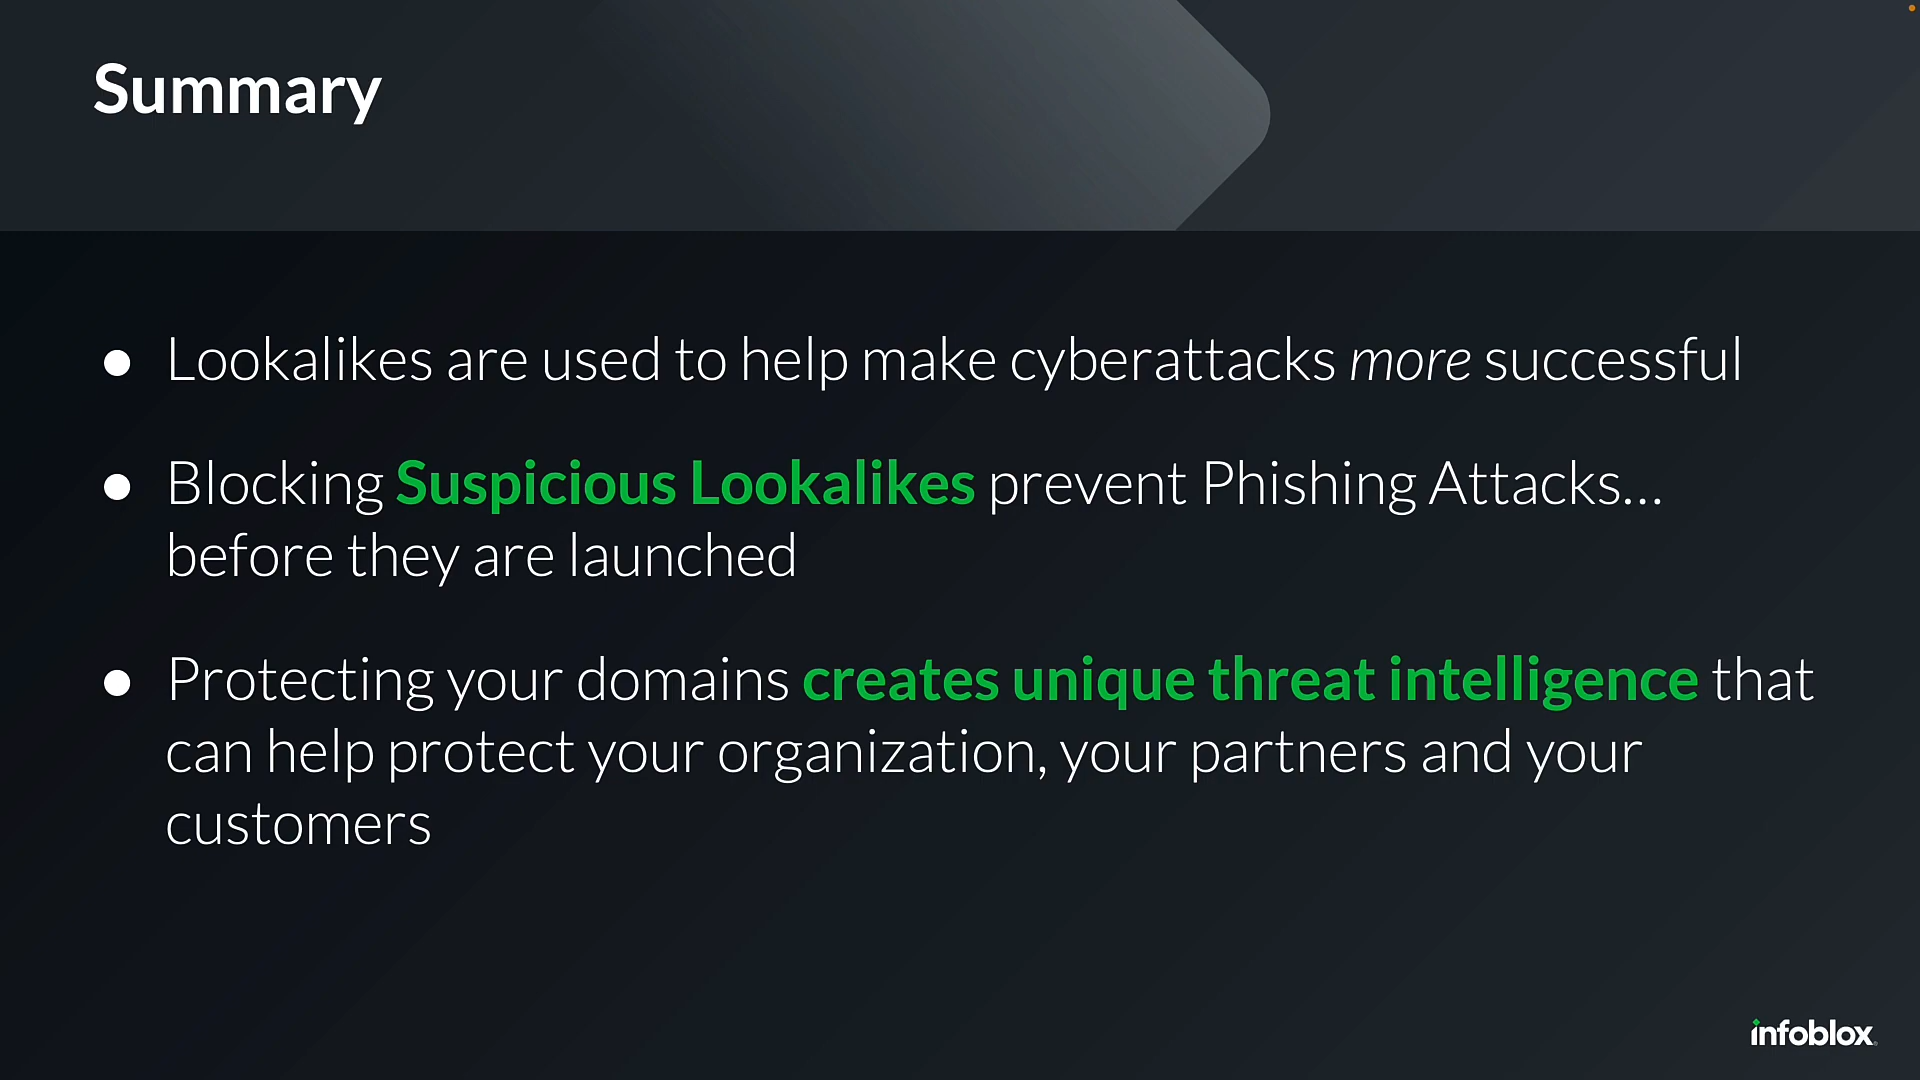 Summary
● Lookalikes are used to help make cyberattacks more successful
● Blocking Suspicious Lookalikes prevent Phishing Attacks...
before they are launched
● Protecting your domains creates unique threat intelligence that
can help protect your organization, your partners and your
customers
infoblox